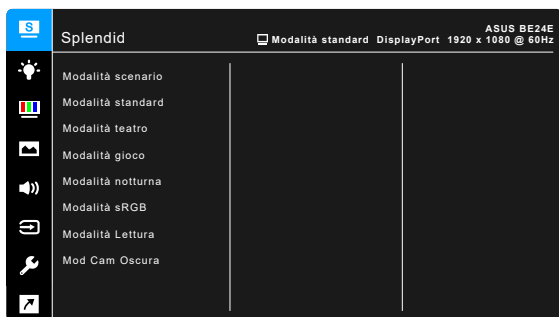 S
Splendid
ASUS BE24E
Modalità standard DisplayPort 1920 x 1080 @ 60Hz
Modalità scenario
Modalità standard
Modalità teatro
Modalità gioco
Modalità notturna
Modalità sRGB
Modalità Lettura
Mod Cam Oscura